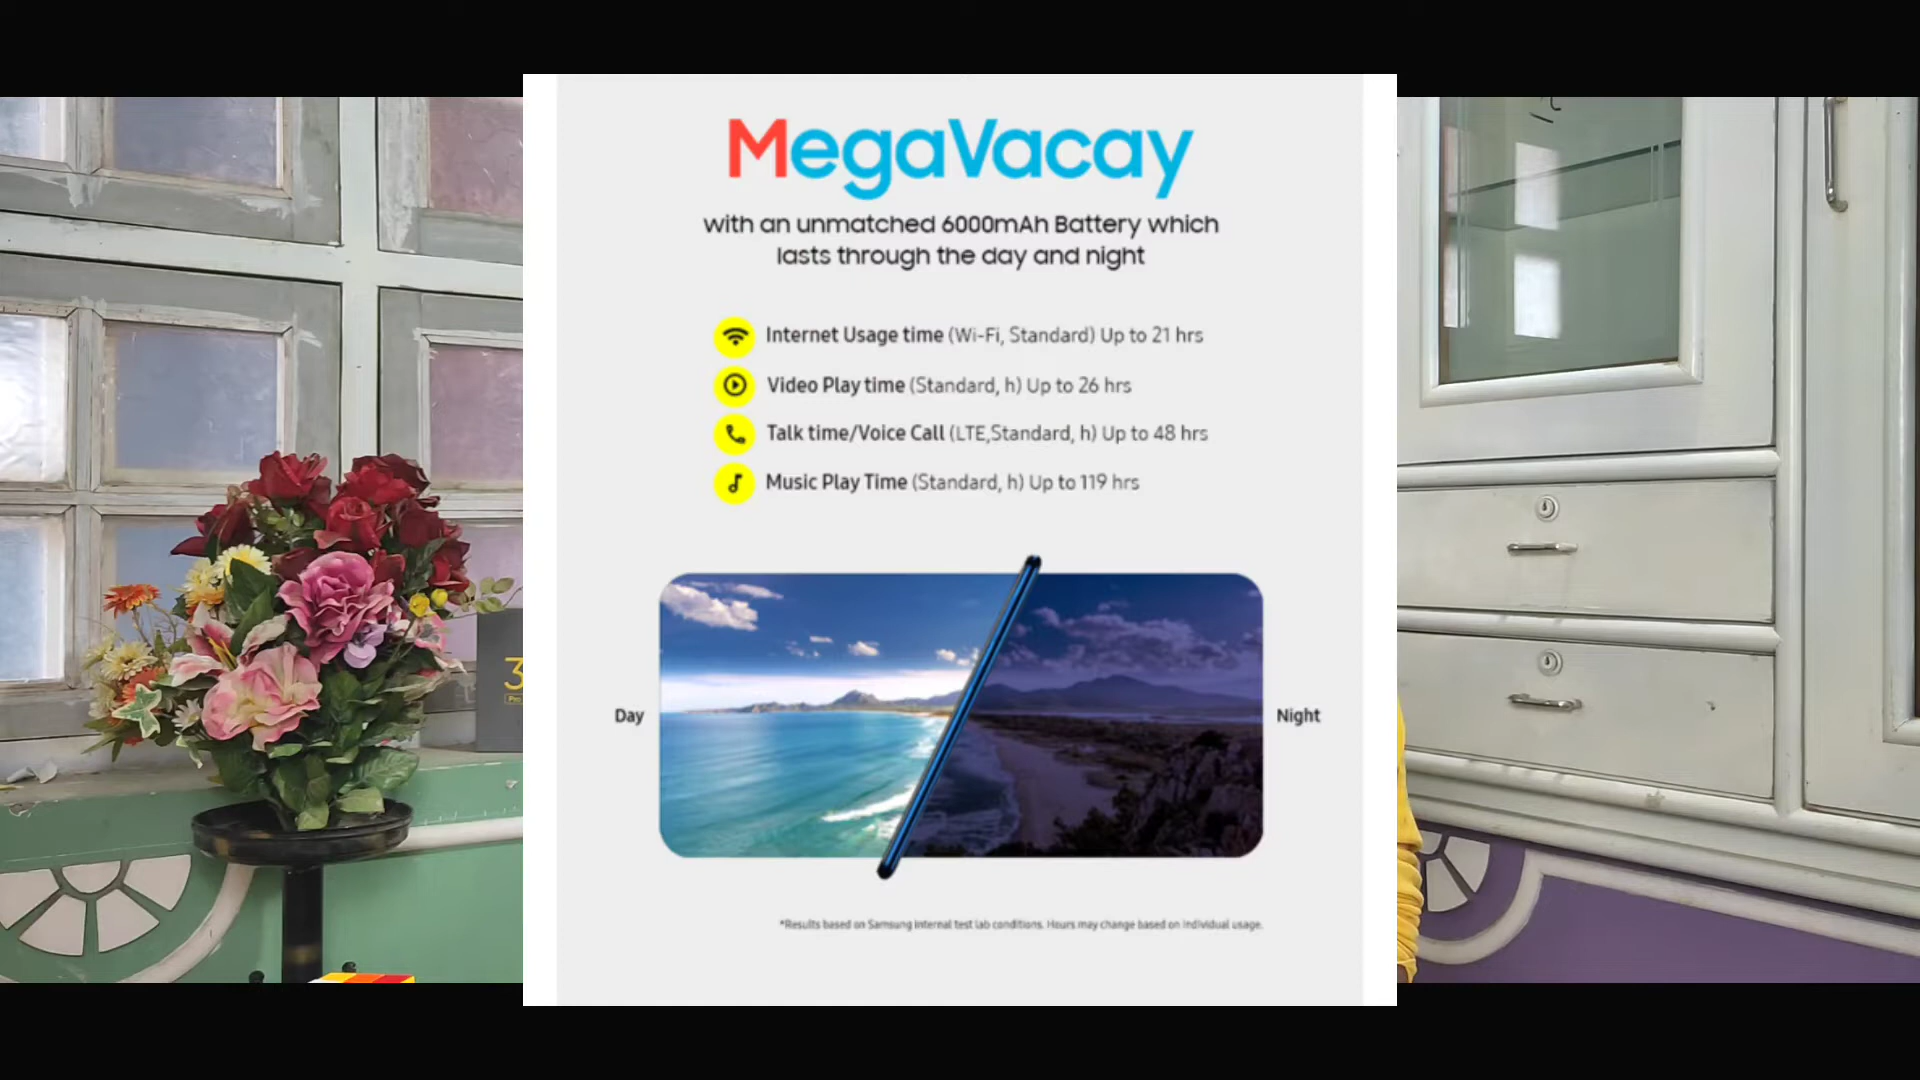 MegaVacay
with an unmatched 6000mAh Battery which
lasts through the day and night
Internet Usage time (Wi-Fi, Standard) Up to 21 hrs
Video Play time (Standard, h) Up to 26 hrs
Talk time/Voice Call (LTE,Standard, h) Up to 48 hrs
Music Play Time (Standard, h) Up to 119 hrs
3
Pro
Day
Night
*Results based on Samsung internal test lab conditions. Hours may change based on individual usage.